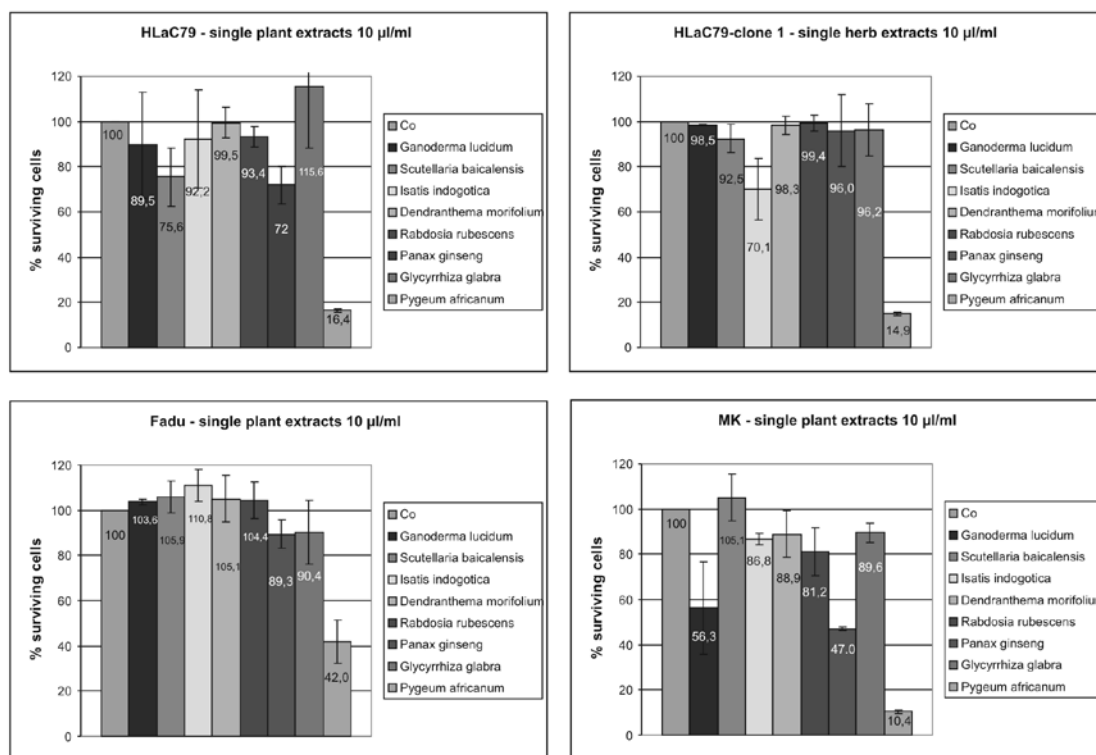 HLaC79 - single plant extracts 10 µl/ml
% surviving cells
120
100
80
60
40
20
0
100
89,5
75,6
92,2
99,5
93,4
72
115,6
16,4
Co
Ganoderma lucidum
Scutellaria baicalensis
Isatis indogotica
Dendranthema morifolium
Rabdosia rubescens
Panax ginseng
Glycyrrhiza glabra
Pygeum africanum
HLaC79-clone 1 - single herb extracts 10 µl/ml
% surviving cells
120
100
80
60
40
20
0
100
98,5
92,5
70,1
98,3
99,4
96,0
96,2
14,9
Co
Ganoderma lucidum
Scutellaria baicalensis
Isatis indogotica
Dendranthema morifolium
Rabdosia rubescens
Panax ginseng
Glycyrrhiza glabra
Pygeum africanum
Fadu - single plant extracts 10 µl/ml
% surviving cells
120
100
80
60
40
20
0
100
103,6
105,9
110,8
105,1
104,4
89,3
90,4
42,0
Co
Ganoderma lucidum
Scutellaria baicalensis
Isatis indogotica
Dendranthema morifolium
Rabdosia rubescens
Panax ginseng
Glycyrrhiza glabra
Pygeum africanum
MK - single plant extracts 10 µl/ml
% surviving cells
120
100
80
60
40
20
0
100
56,3
105,1
86,8
88,9
81,2
47.0
89,6
10,4
Co
Ganoderma lucidum
Scutellaria baicalensis
Isatis indogotica
Dendranthema morifolium
Rabdosia rubescens
Panax ginseng
Glycyrrhiza glabra
Pygeum africanum